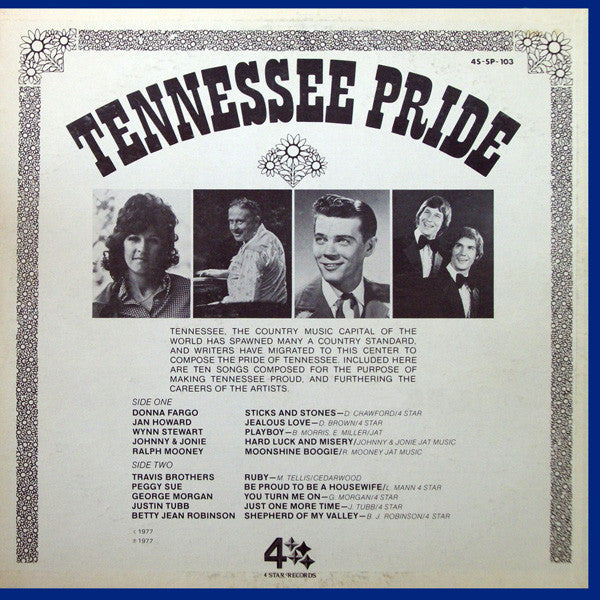 4S-SP-103
TENNESSEE PRIDE
TENNESSEE, THE COUNTRY MUSIC CAPITAL OF THE
WORLD HAS SPAWNED MANY A COUNTRY STANDARD,
AND WRITERS HAVE MIGRATED TO THIS CENTER TO
COMPOSE THE PRIDE OF TENNESSEE. INCLUDED HERE
ARE TEN SONGS COMPOSED FOR THE PURPOSE OF
MAKING TENNESSEE PROUD, AND FURTHERING THE
CAREERS OF THE ARTISTS.
SIDE ONE
DONNA FARGO STICKS AND STONES—D. CRAWFORD/4 STAR
JAN HOWARD JEALOUS LOVE—D. BROWN/4-STAR
WYNN STEWART PLAYBOY—B. MORRIS, E. MILLER/JAT
JOHNNY & JONIE HARD LUCK AND MISERY/JOHNNY & JONIE JAT MUSIC
RALPH MOONEY MOONSHINE BOOGIE/R. MOONEY JAT MUSIC
SIDE TWO
TRAVIS BROTHERS RUBY—M. TELLIS/CEDARWOOD
PEGGY SUE BE PROUD TO BE A HOUSEWIFE/L. MANN 4 STAR
GEORGE MORGAN YOU TURN ME ON—G. MORGAN/4 STAR
JUSTIN TUBB JUST ONE MORE TIME—J. TUBB/4 STAR
BETTY JEAN ROBINSON SHEPHERD OF MY VALLEY—B. J. ROBINSON/4 STAR
© 1977
℗ 1977
4
4 STAR RECORDS